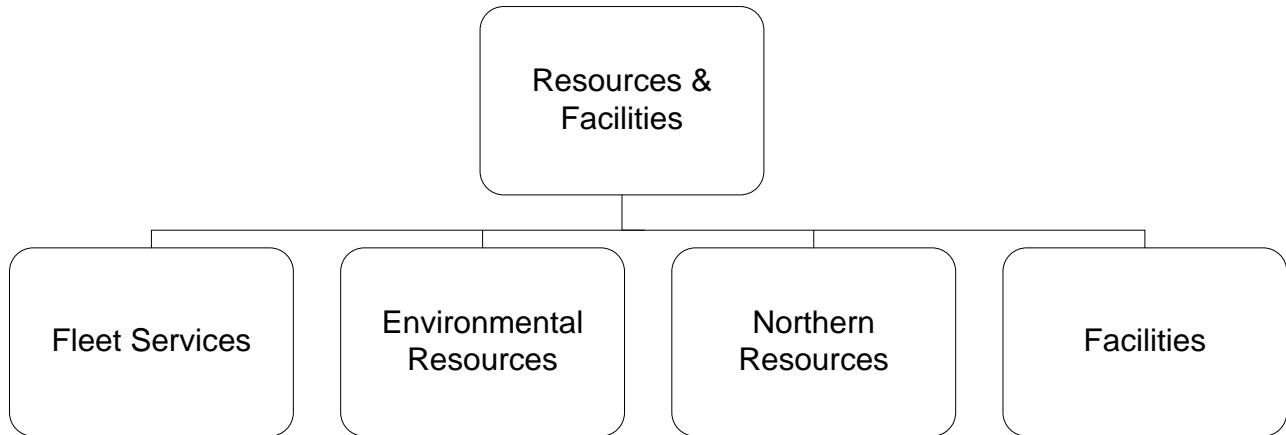 Resources &
Facilities
Fleet Services
Environmental
Resources
Northern
Resources
Facilities